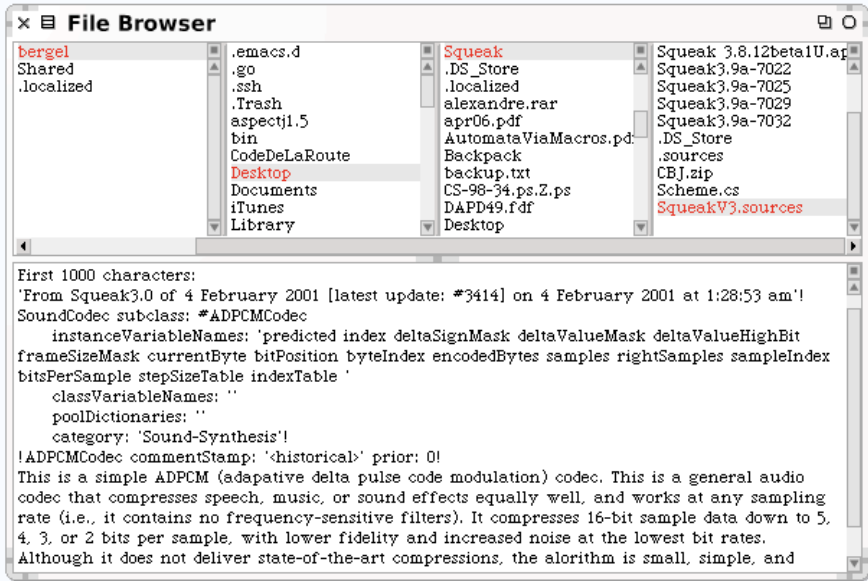 File Browser
bergel
Shared
.localized
.emacs.d
.go
.ssh
.Trash
aspectj1.5
bin
CodeDeLaRoute
Desktop
Documents
iTunes
Library
Squeak
.DS_Store
.localized
alexandre.rar
apr06.pdf
AutomataViaMacros.pd
Backpack
backup.txt
CS-98-34.ps.Z.ps
DAPD49.fdf
Desktop
Squeak 3.8.12beta1U.ap
Squeak3.9a-7022
Squeak3.9a-7025
Squeak3.9a-7029
Squeak3.9a-7032
.DS_Store
.sources
CBJ.zip
Scheme.cs
SqueakV3.sources
First 1000 characters:
'From Squeak3.0 of 4 February 2001 [latest update: #3414] on 4 February 2001 at 1:28:53 am'!
SoundCodec subclass: #ADPCMCodec
instanceVariableNames: 'predicted index deltaSignMask deltaValueMask deltaValueHighBit
frameSizeMask currentByte bitPosition byteIndex encodedBytes samples rightSamples sampleIndex
bitsPerSample stepSizeTable indexTable '
classVariableNames: ''
poolDictionaries: ''
category: 'Sound-Synthesis'!
!ADPCMCodec commentStamp: '<historical>' prior: 0!
This is a simple ADPCM (adapative delta pulse code modulation) codec. This is a general audio
codec that compresses speech, music, or sound effects equally well, and works at any sampling
rate (i.e., it contains no frequency-sensitive filters). It compresses 16-bit sample data down to 5,
4, 3, or 2 bits per sample, with lower fidelity and increased noise at the lowest bit rates.
Although it does not deliver state-of-the-art compressions, the alorithm is small, simple, and